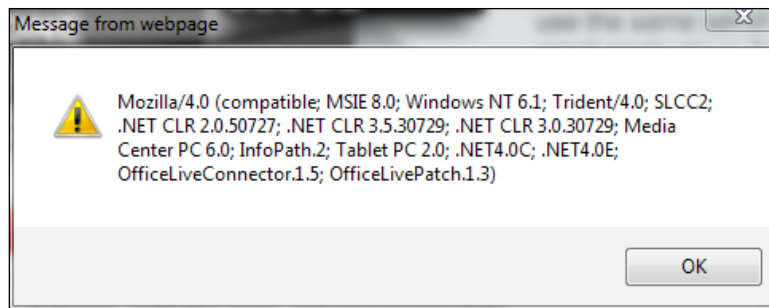 Message from webpage
Mozilla/4.0 (compatible; MSIE 8.0; Windows NT 6.1; Trident/4.0; SLCC2;
.NET CLR 2.0.50727; .NET CLR 3.5.30729; .NET CLR 3.0.30729; Media
Center PC 6.0; InfoPath.2; Tablet PC 2.0; .NET4.0C; .NET4.0E;
OfficeLiveConnector.1.5; OfficeLivePatch.1.3)
OK